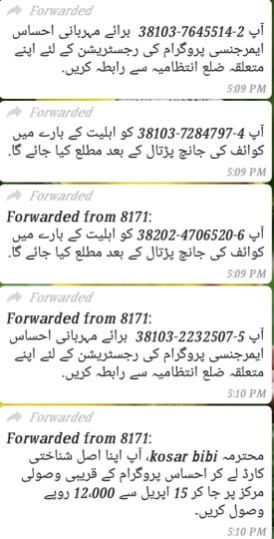 Forwarded
آپ 2-7645514-38103 برائے مہربانی احساس
ایمرجنسی پروگرام کی رجسٹریشن کے لئے اپنے
متعلقہ ضلع انتظامیہ سے رابطہ کریں.
5:09 PM
Forwarded
آپ 4-7284797-38103 کو اہلیت کے بارے میں
کوائف کی جانچ پڑتال کے بعد مطلع کیا جائے گا.
5:09 PM
Forwarded
Forwarded from 8171:
آپ 6-4706520-38202 کو اہلیت کے بارے میں
کوائف کی جانچ پڑتال کے بعد مطلع کیا جائے گا.
5:09 PM
Forwarded
Forwarded from 8171:
آپ 5-2232507-38103 برائے مہربانی احساس
ایمرجنسی پروگرام کی رجسٹریشن کے لئے اپنے
متعلقہ ضلع انتظامیہ سے رابطہ کریں.
5:10 PM
Forwarded
Forwarded from 8171:
محترمہ kosar bibi، آپ اپنا اصل شناختی
کارڈ لے کر احساس پروگرام کے قریبی وصولی
مرکز پر جا کر 15 اپریل سے 12،000 روپے
وصول کریں۔
5:10 PM